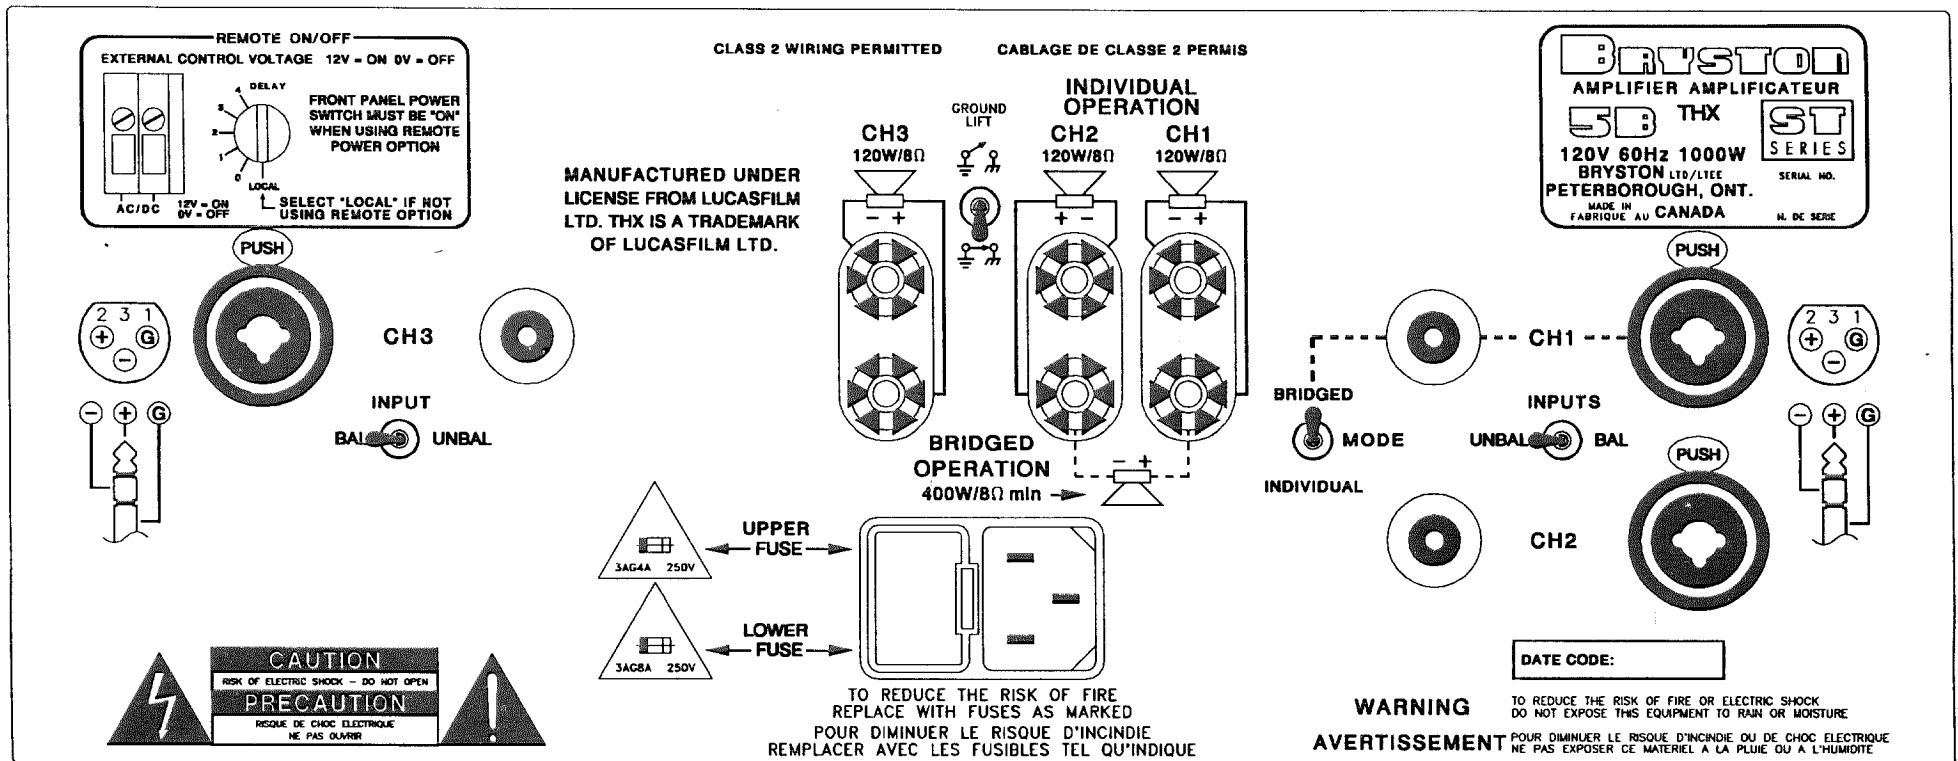 REMOTE ON/OFF
EXTERNAL CONTROL VOLTAGE 12V = ON 0V = OFF
DELAY
4
3
2
1
0
LOCAL
FRONT PANEL POWER
SWITCH MUST BE "ON"
WHEN USING REMOTE
POWER OPTION
AC/DC
12V = ON
0V = OFF
SELECT "LOCAL" IF NOT
USING REMOTE OPTION
PUSH
2 3 1
+ G
−
CH3
− + G
INPUT
BAL UNBAL
CLASS 2 WIRING PERMITTED CABLAGE DE CLASSE 2 PERMIS
MANUFACTURED UNDER
LICENSE FROM LUCASFILM
LTD. THX IS A TRADEMARK
OF LUCASFILM LTD.
INDIVIDUAL
OPERATION
GROUND
LIFT
CH3 CH2 CH1
120W/8Ω 120W/8Ω 120W/8Ω
− + + − − +
BRIDGED
OPERATION
400W/8Ω min
− +
UPPER
FUSE
3AG4A 250V
LOWER
FUSE
3AG8A 250V
TO REDUCE THE RISK OF FIRE
REPLACE WITH FUSES AS MARKED
POUR DIMINUER LE RISQUE D'INCINDIE
REMPLACER AVEC LES FUSIBLES TEL QU'INDIQUE
CAUTION
RISK OF ELECTRIC SHOCK - DO NOT OPEN
PRECAUTION
RISQUE DE CHOC ELECTRIQUE
NE PAS OUVRIR
BRYSTON
AMPLIFIER AMPLIFICATEUR
5B THX ST
SERIES
120V 60Hz 1000W
BRYSTON LTD/LTEE
PETERBOROUGH, ONT.
MADE IN
FABRIQUE AU CANADA
SERIAL NO.
N. DE SERIE
PUSH
CH1
2 3 1
+ G
−
BRIDGED
MODE
INDIVIDUAL
INPUTS
UNBAL BAL
− + G
PUSH
CH2
DATE CODE:
WARNING
TO REDUCE THE RISK OF FIRE OR ELECTRIC SHOCK
DO NOT EXPOSE THIS EQUIPMENT TO RAIN OR MOISTURE
AVERTISSEMENT
POUR DIMINUER LE RISQUE D'INCINDIE OU DE CHOC ELECTRIQUE
NE PAS EXPOSER CE MATERIEL A LA PLUIE OU A L'HUMIDITE